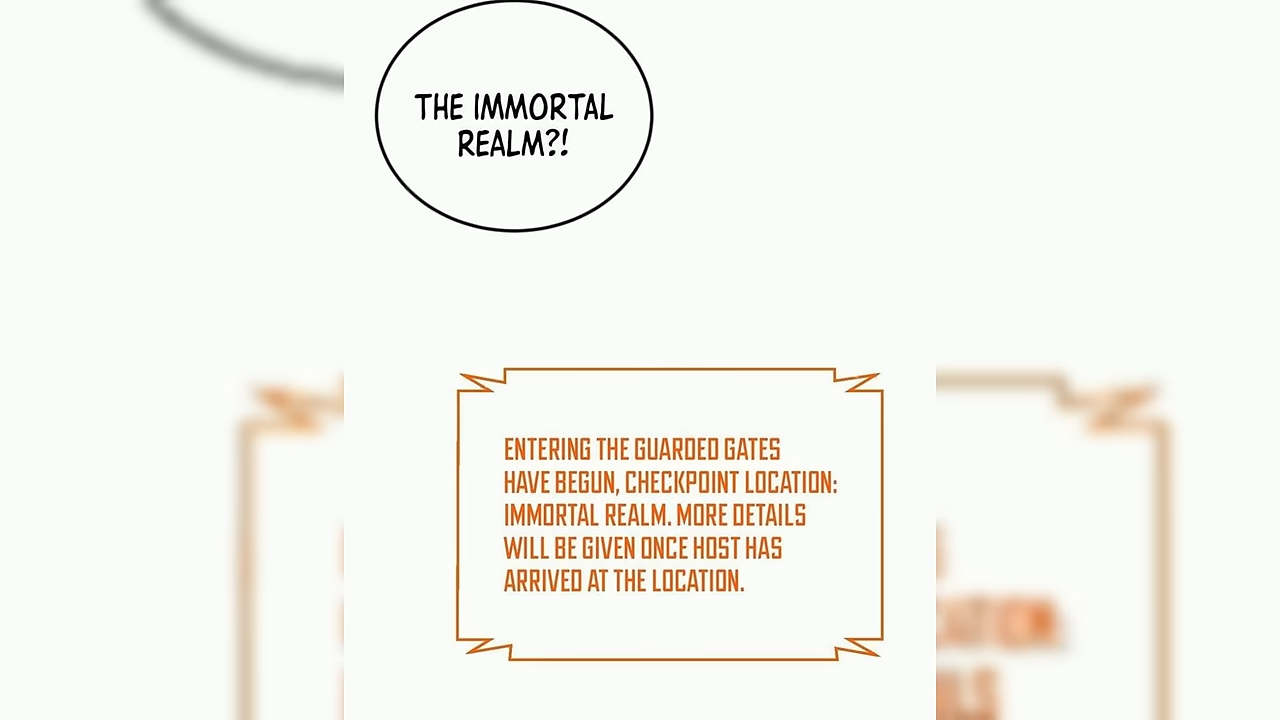 THE IMMORTAL
REALM?!
ENTERING THE GUARDED GATES
HAVE BEGUN, CHECKPOINT LOCATION:
IMMORTAL REALM. MORE DETAILS
WILL BE GIVEN ONCE HOST HAS
ARRIVED AT THE LOCATION.